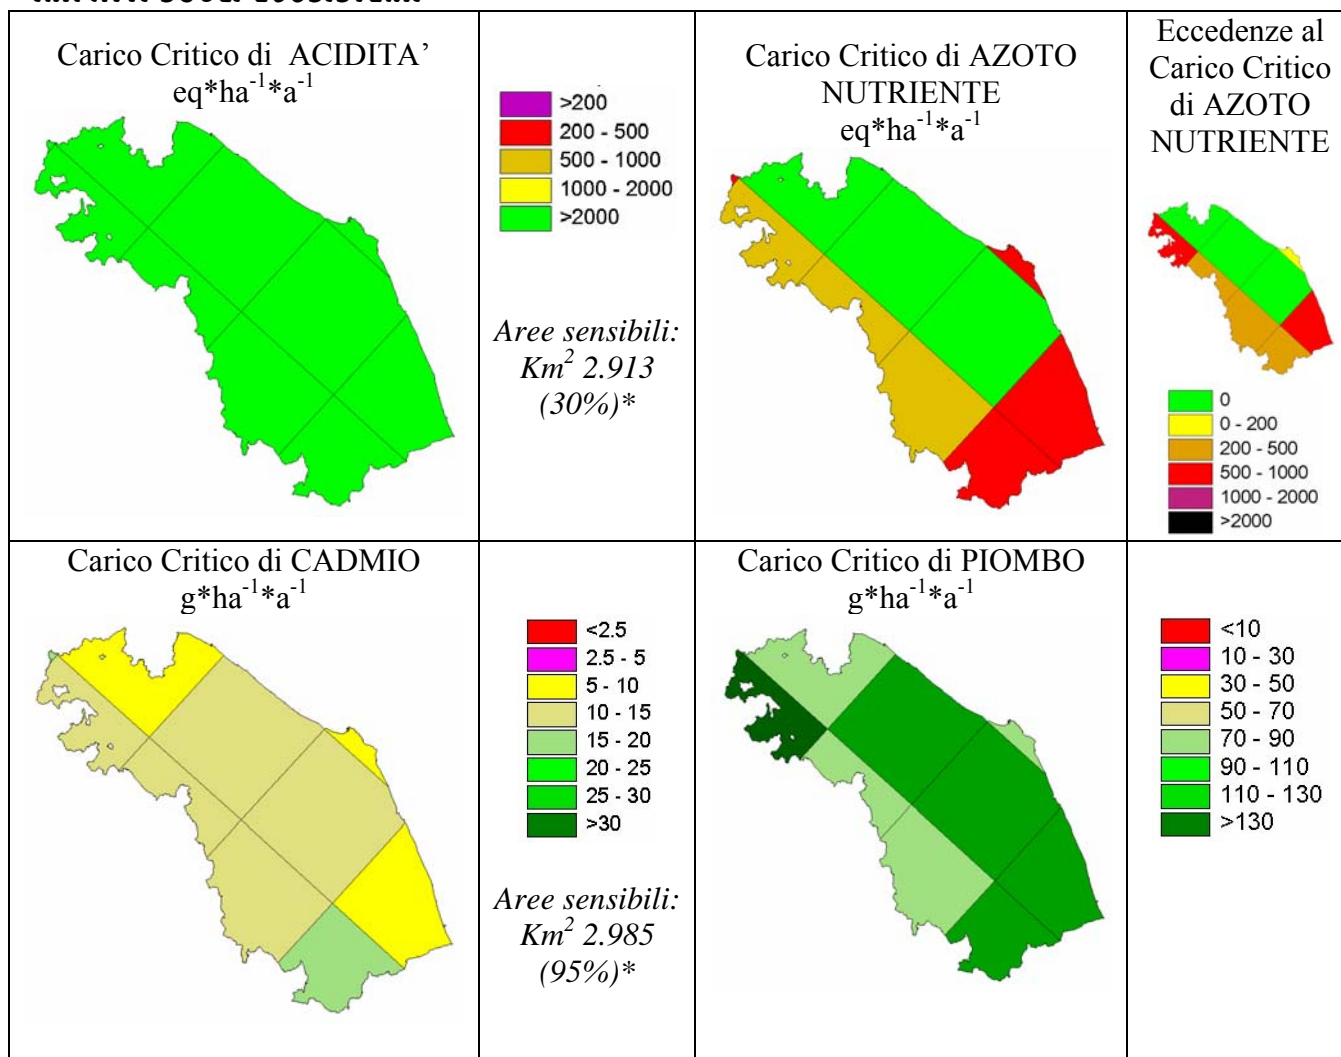 Carico Critico di ACIDITA’
eq*ha⁻¹*a⁻¹
>200
200 - 500
500 - 1000
1000 - 2000
>2000
Aree sensibili:
Km² 2.913
(30%)*
Carico Critico di AZOTO
NUTRIENTE
eq*ha⁻¹*a⁻¹
Eccedenze al
Carico Critico
di AZOTO
NUTRIENTE
0
0 - 200
200 - 500
500 - 1000
1000 - 2000
>2000
Carico Critico di CADMIO
g*ha⁻¹*a⁻¹
<2.5
2.5 - 5
5 - 10
10 - 15
15 - 20
20 - 25
25 - 30
>30
Aree sensibili:
Km² 2.985
(95%)*
Carico Critico di PIOMBO
g*ha⁻¹*a⁻¹
<10
10 - 30
30 - 50
50 - 70
70 - 90
90 - 110
110 - 130
>130